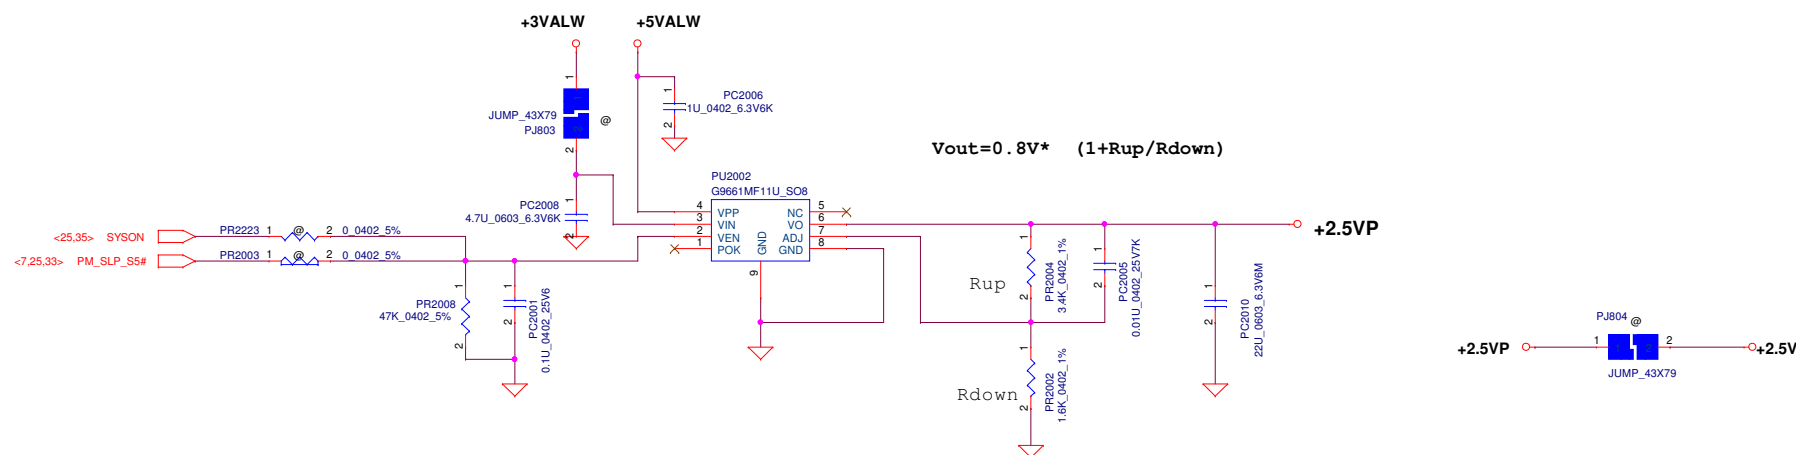 +3VALW
+5VALW
1
JUMP_43X79
PJ803
@
2
1
PC2006
1U_0402_6.3V6K
2
Vout=0.8V* (1+Rup/Rdown)
1
PC2008
4.7U_0603_6.3V6K
2
PU2002
G9661MF11U_SO8
4 VPP
3 VIN
2 VEN
1 POK
NC 5
VO 6
ADJ 7
GND 8
GND
9
+2.5VP
<25,35> SYSON
PR2223 1 @ 2 0_0402_5%
<7,25,33> PM_SLP_S5#
PR2003 1 @ 2 0_0402_5%
1
PR2008
47K_0402_5%
2
1
2
PC2001
0.1U_0402_25V6
Rup
1
2
PR2004
3.4K_0402_1%
1
2
PC2005
0.01U_0402_25V7K
1
2
PC2010
22U_0603_6.3V6M
Rdown
1
2
PR2002
1.6K_0402_1%
PJ804
@
+2.5VP
1
2
+2.5V
JUMP_43X79